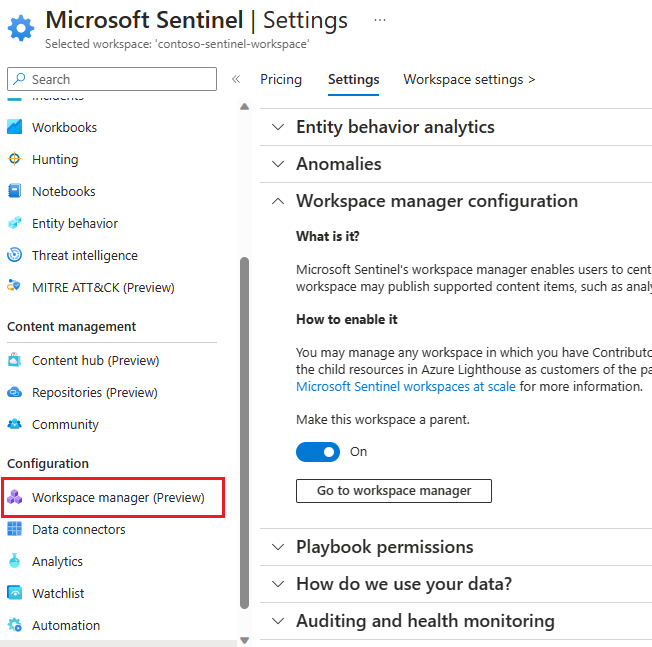 Microsoft Sentinel | Settings ...
Selected workspace: 'contoso-sentinel-workspace'
Search
«
Pricing
Settings
Workspace settings >
Incidents
Workbooks
Hunting
Notebooks
Entity behavior
Threat intelligence
MITRE ATT&CK (Preview)
Content management
Content hub (Preview)
Repositories (Preview)
Community
Configuration
Workspace manager (Preview)
Data connectors
Analytics
Watchlist
Automation
Entity behavior analytics
Anomalies
Workspace manager configuration
What is it?
Microsoft Sentinel's workspace manager enables users to cent
workspace may publish supported content items, such as analy
How to enable it
You may manage any workspace in which you have Contributo
the child resources in Azure Lighthouse as customers of the pa
Microsoft Sentinel workspaces at scale for more information.
Make this workspace a parent.
On
Go to workspace manager
Playbook permissions
How do we use your data?
Auditing and health monitoring